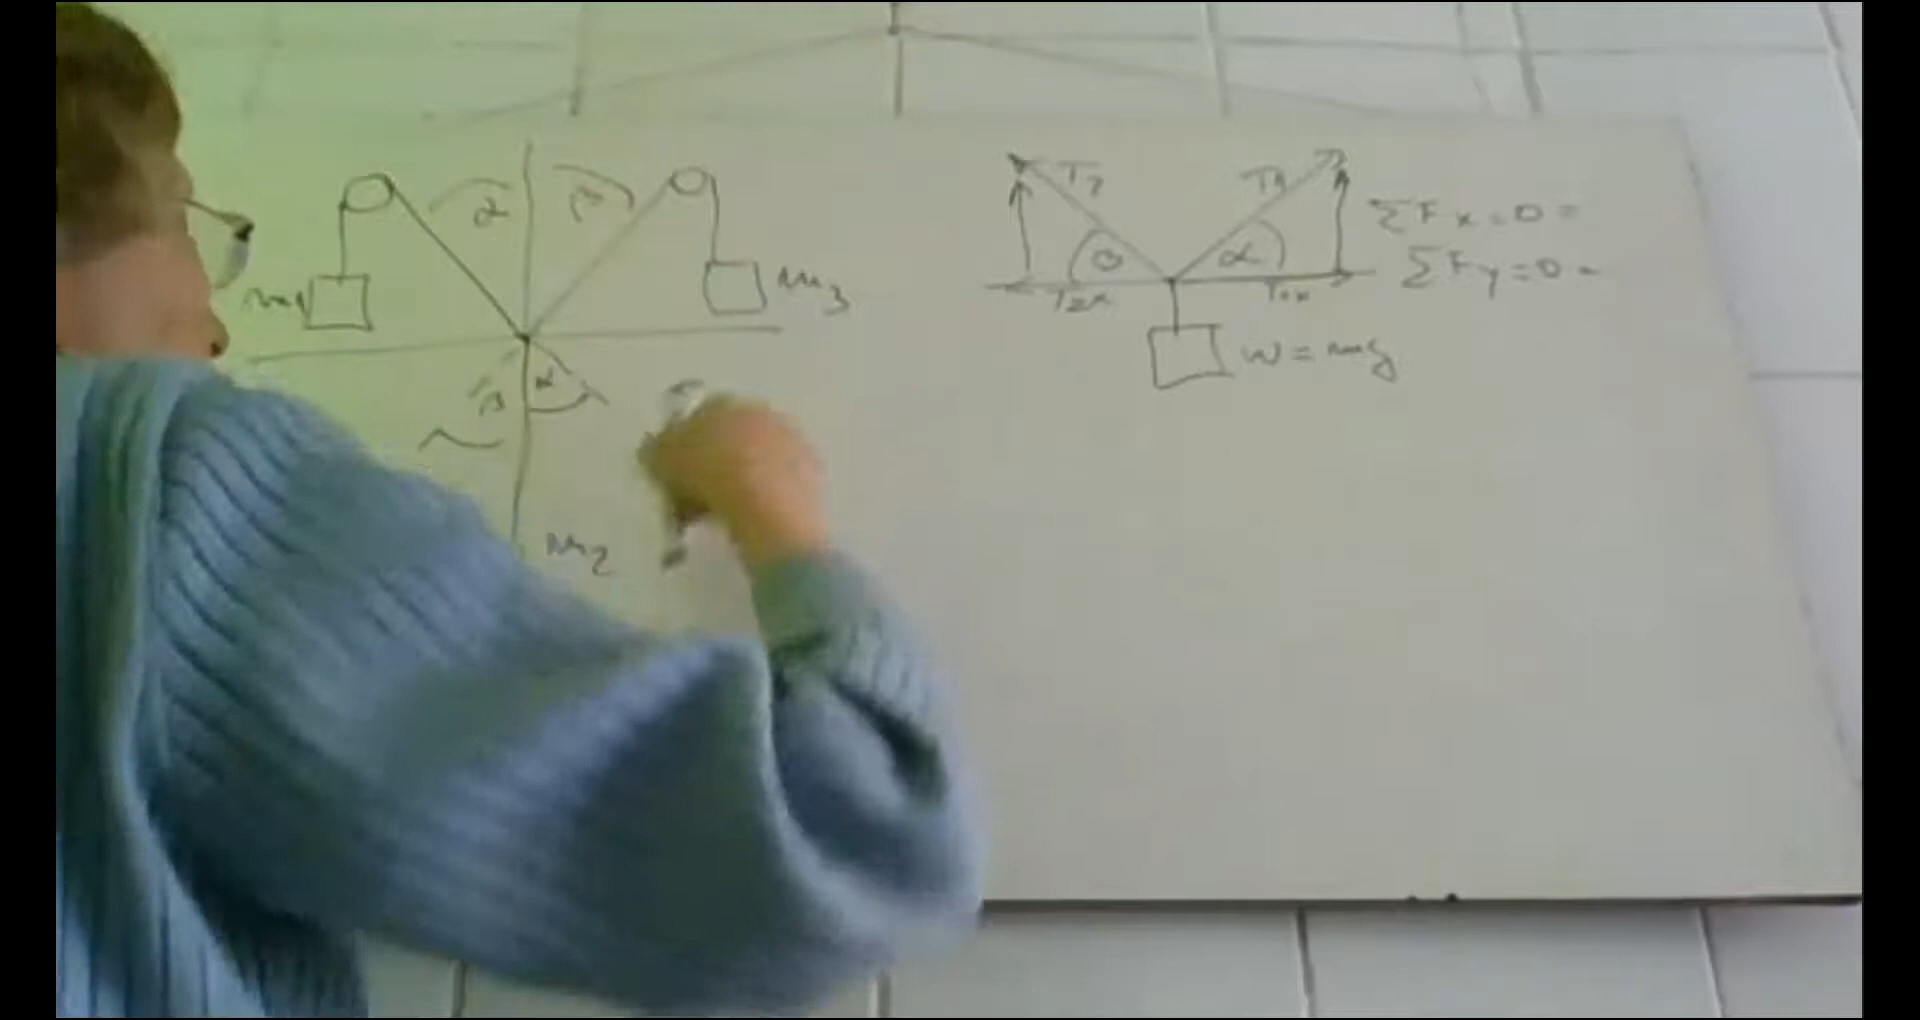 α β
m1
m3
β α
m2
T2 T1
β α
T2x T1x
ΣFx=0=
ΣFy=0=
w=mg